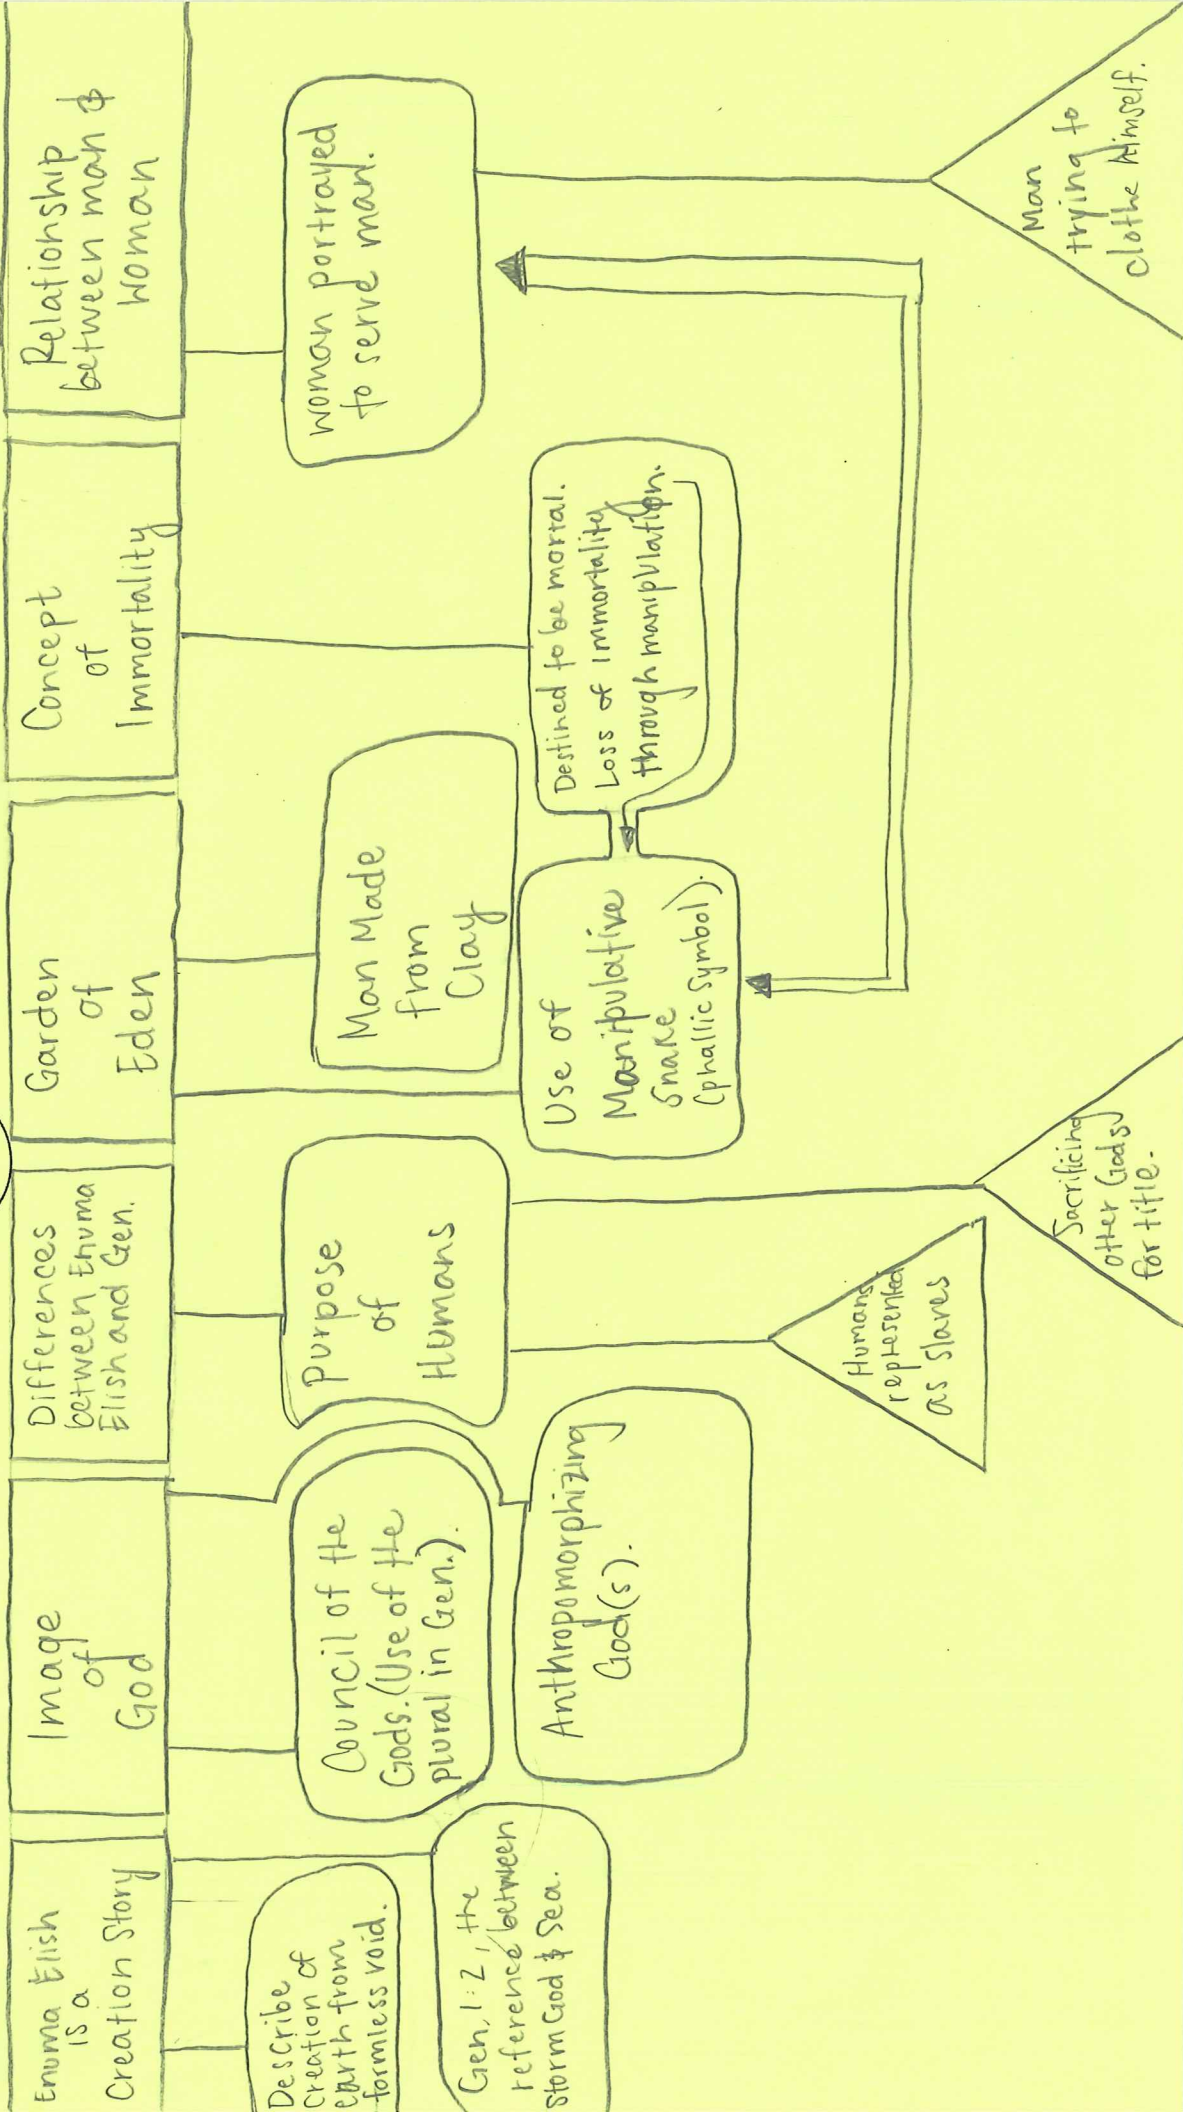 Enuma Elish
is a
Creation Story
Describe
Creation of
earth from
formless void.
Gen, 1:2, the
reference between
storm God & Sea.
Image
of
God
Council of the
Gods. (Use of the
plural in Gen.).
Anthropomorphizing
God(s).
Differences
between Enuma
Elish and Gen.
Purpose
of
Humans
Humans
represented
as Slaves
Sacrificing
other Gods
for title.
Garden
of
Eden
Man Made
from
Clay
Use of
Manipulative
Snake
(phallic Symbol).
Concept
of
Immortality
Destined to be mortal.
Loss of Immortality
through manipulation.
Relationship
between man &
woman
woman portrayed
to serve man.
Man
trying to
clothe himself.